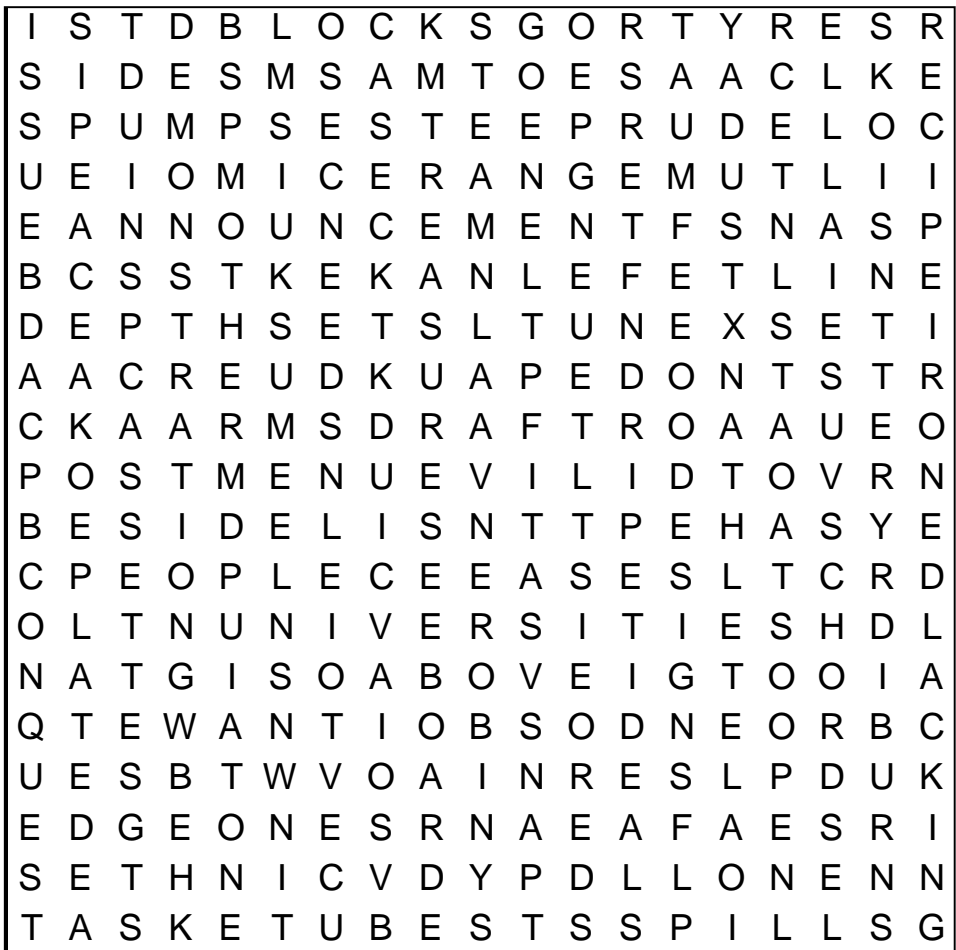 I S T D B L O C K S G O R T Y R E S R
S I D E S M S A M T O E S A A C L K E
S P U M P S E S T E E P R U D E L O C
U E I O M I C E R A N G E M U T L I I
E A N N O U N C E M E N T F S N A S P
B C S S T K E K A N L E F E T L I N E
D E P T H S E T S L T U N E X S E T I
A A C R E U D K U A P E D O N T S T R
C K A A R M S D R A F T R O A A U E O
P O S T M E N U E V I L I D T O V R N
B E S I D E L I S N T T P E H A S Y E
C P E O P L E C E E A S E S L T C R D
O L T N U N I V E R S I T I E S H D L
N A T G I S O A B O V E I G T O O I A
Q T E W A N T I O B S O D N E O R B C
U E S B T W V O A I N R E S L P D U K
E D G E O N E S R N A E A F A E S R I
S E T H N I C V D Y P D L L O N E N N
T A S K E T U B E S T S S P I L L S G